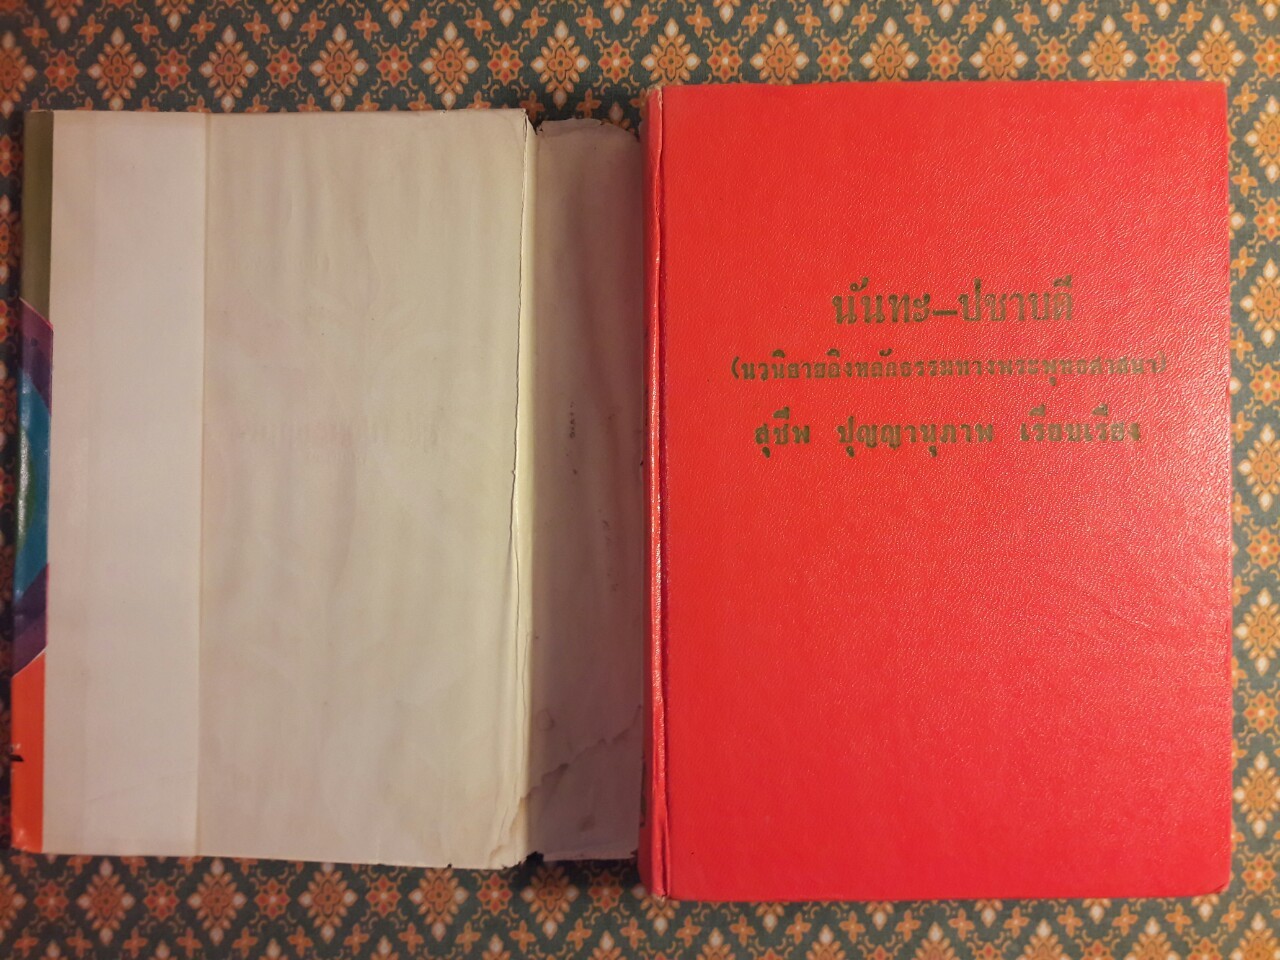 นันทะ–ปชาบดี
(นวนิยายอิงหลักธรรมทางพระพุทธศาสนา)
สุชีพ ปุญญานุภาพ เรียบเรียง